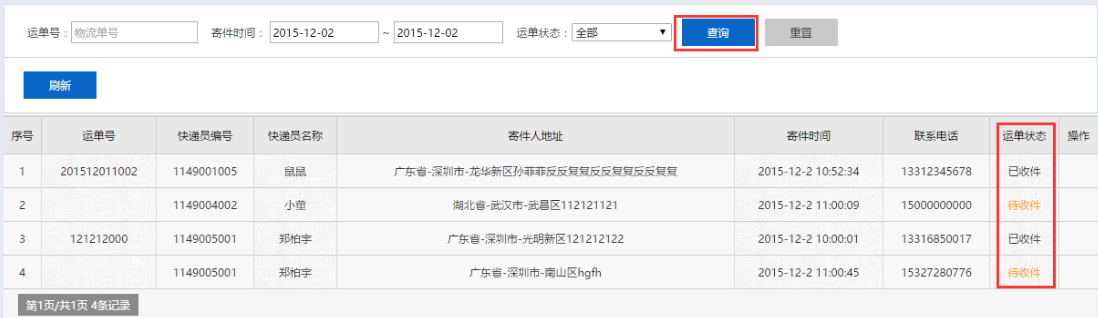 运单号：物流单号 寄件时间： 2015-12-02 ~ 2015-12-02 运单状态： 全部 查询 重置
刷新
序号 运单号 快递员编号 快递员名称 寄件人地址 寄件时间 联系电话 运单状态 操作
1 201512011002 1149001005 鼠鼠 广东省-深圳市-龙华新区孙菲菲反反复复反反复复反反复复 2015-12-2 10:52:34 13312345678 已收件
2 1149004002 小萱 湖北省-武汉市-武昌区112121121 2015-12-2 11:00:09 15000000000 待收件
3 121212000 1149005001 郑柏宇 广东省-深圳市-光明新区121212122 2015-12-2 10:00:01 13316850017 已收件
4 1149005001 郑柏宇 广东省-深圳市-南山区hgfh 2015-12-2 11:00:45 15327280776 待收件
第1页/共1页 4条记录